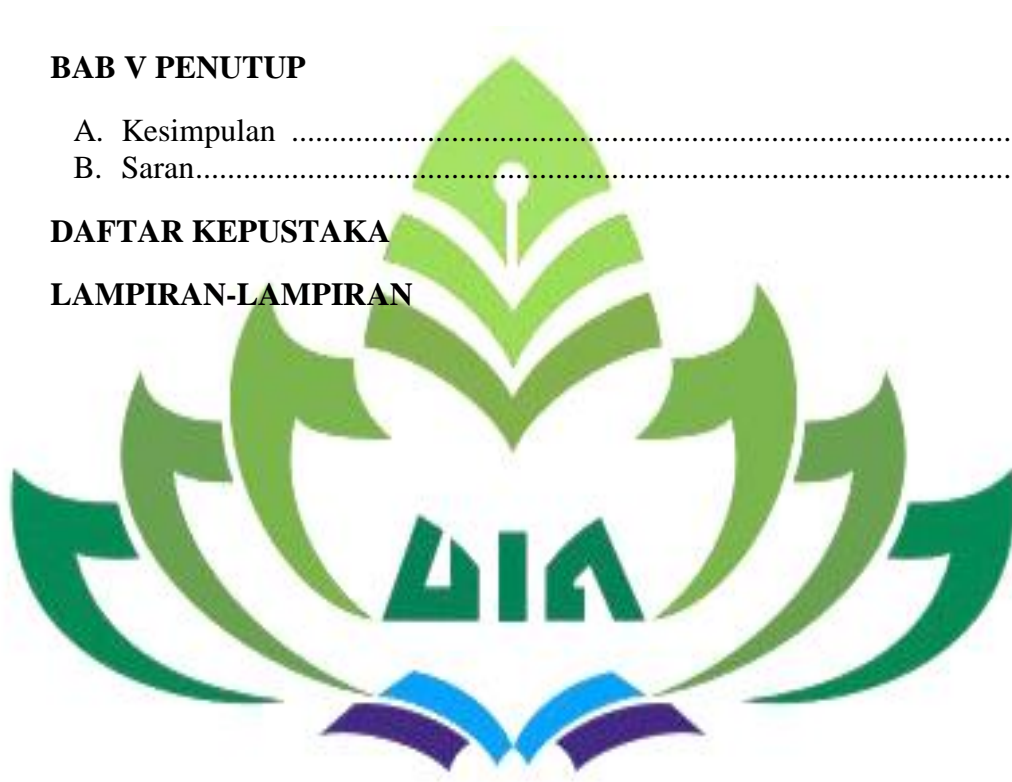 BAB V PENUTUP
A. Kesimpulan ..........................................................................................
B. Saran.....................................................................................................
DAFTAR KEPUSTAKA
LAMPIRAN-LAMPIRAN
UIN